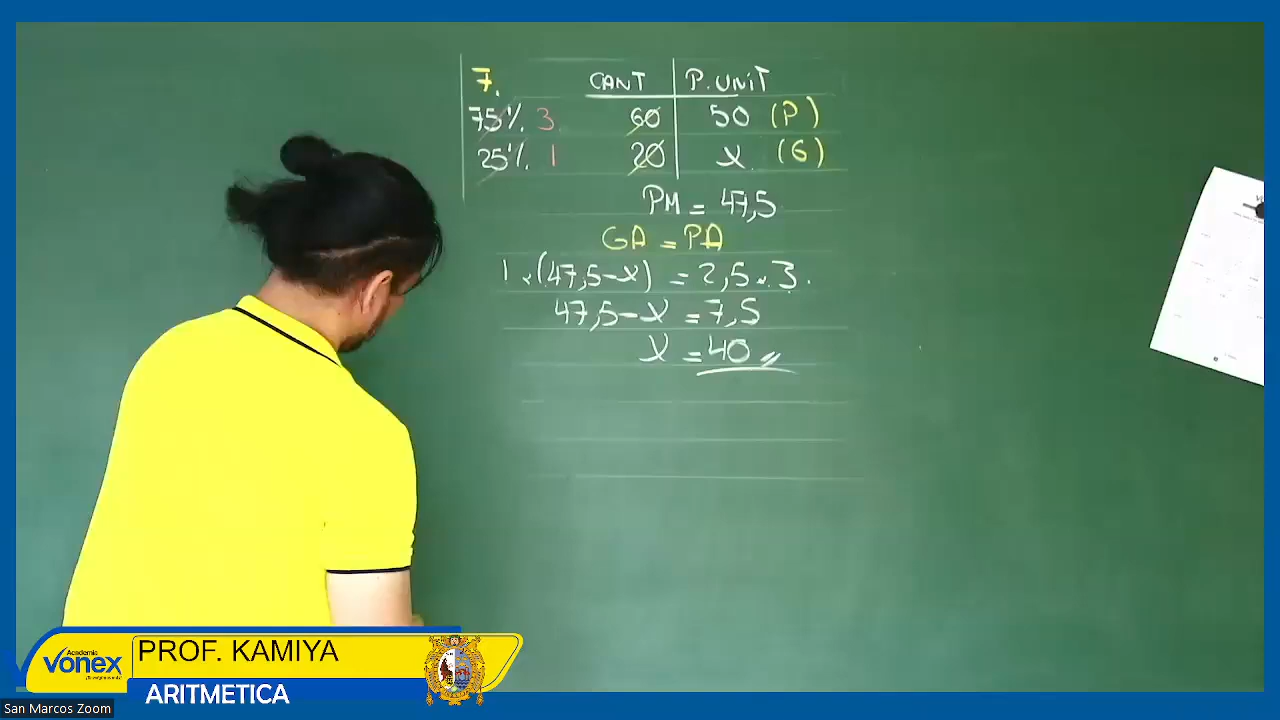 7.
CANT P. UNIT
75% 3 60 50 (P)
25% 1 20 x (G)
PM = 47,5
GA = PA
1 x (47,5-x) = 2,5 x 3.
47,5-x = 7,5
x = 40
Academia
vonex
PROF. KAMIYA
ARITMETICA
San Marcos Zoom